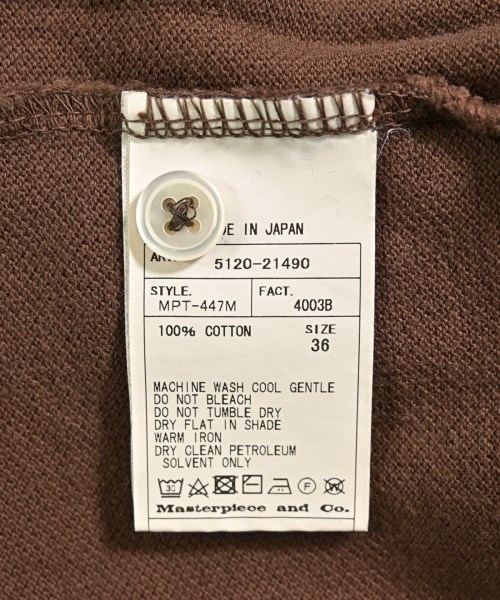 DE IN JAPAN
5120-21490
STYLE. FACT.
MPT-447M 4003B
100% COTTON SIZE
36
MACHINE WASH COOL GENTLE
DO NOT BLEACH
DO NOT TUMBLE DRY
DRY FLAT IN SHADE
WARM IRON
DRY CLEAN PETROLEUM
SOLVENT ONLY
30 F W
Masterpiece and Co.